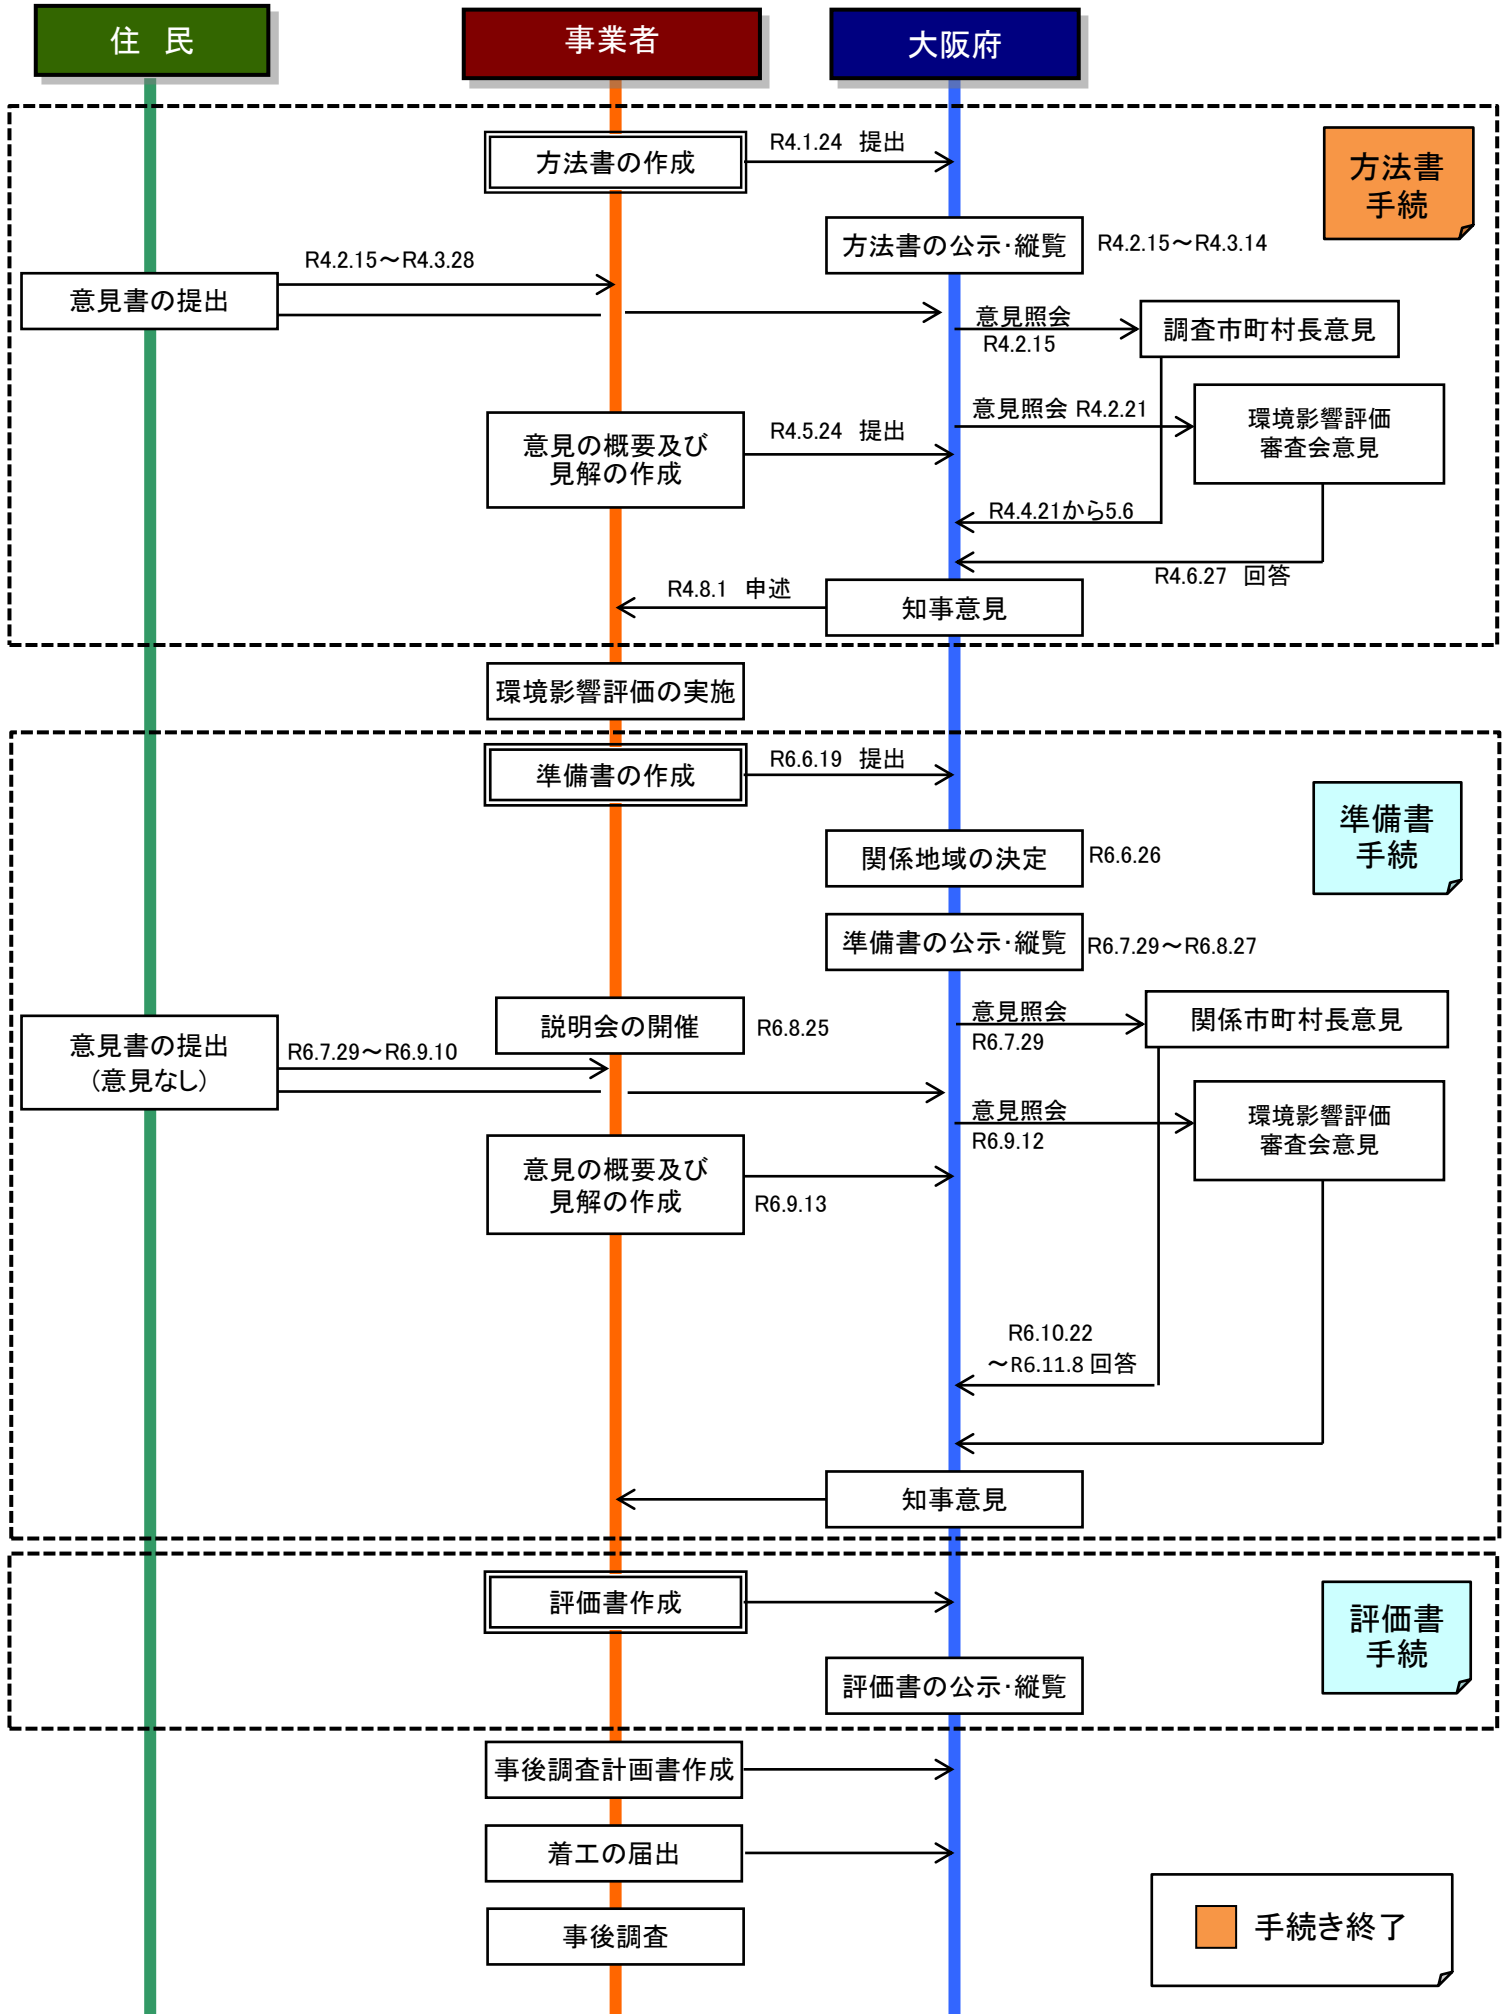 住　民
事業者
大阪府
方法書の作成
R4.1.24　提出
方法書
手続
方法書の公示･縦覧
R4.2.15～R4.3.14
R4.2.15～R4.3.28
意見書の提出
意見照会
R4.2.15
調査市町村長意見
意見の概要及び
見解の作成
R4.5.24　提出
意見照会 R4.2.21
環境影響評価
審査会意見
R4.4.21から5.6
R4.6.27　回答
R4.8.1　申述
知事意見
環境影響評価の実施
準備書の作成
R6.6.19　提出
準備書
手続
関係地域の決定
R6.6.26
準備書の公示･縦覧
R6.7.29～R6.8.27
説明会の開催
R6.8.25
意見照会
R6.7.29
関係市町村長意見
意見書の提出
（意見なし）
R6.7.29～R6.9.10
意見照会
R6.9.12
環境影響評価
審査会意見
意見の概要及び
見解の作成
R6.9.13
R6.10.22
～R6.11.8 回答
知事意見
評価書作成
評価書
手続
評価書の公示･縦覧
事後調査計画書作成
着工の届出
事後調査
手続き終了